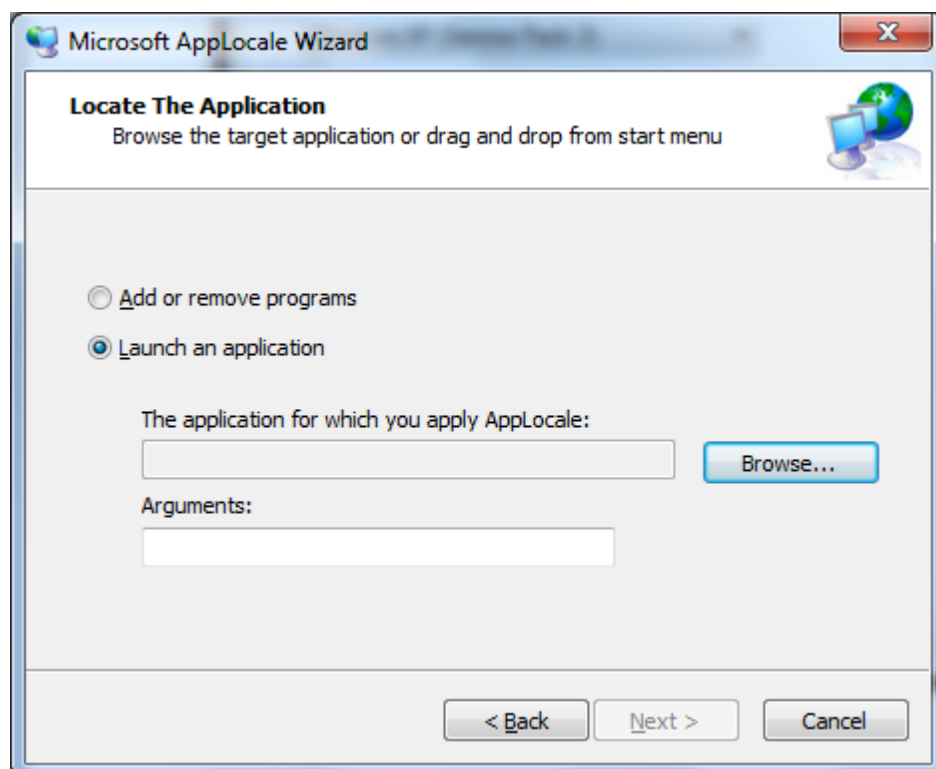 Microsoft AppLocale Wizard
Locate The Application
Browse the target application or drag and drop from start menu
Add or remove programs
Launch an application
The application for which you apply AppLocale:
Browse...
Arguments:
< Back
Next >
Cancel